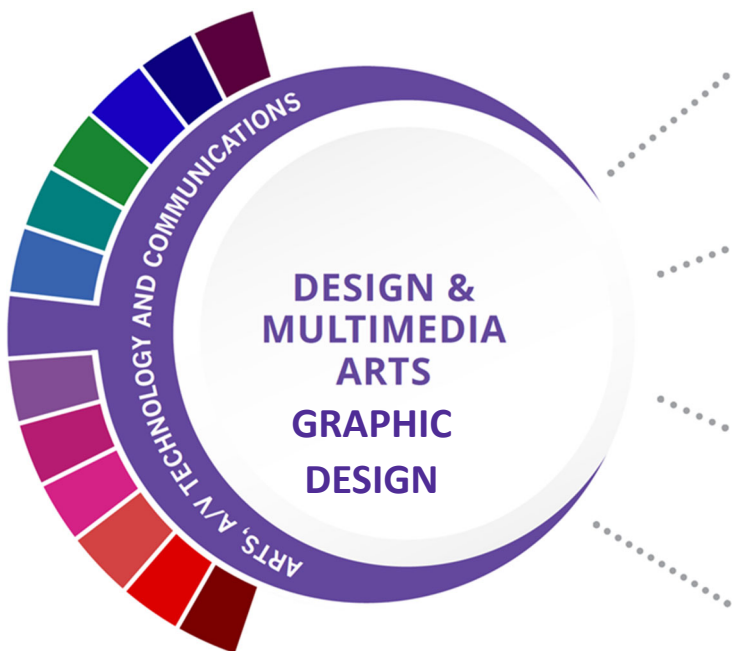 ARTS, A/V TECHNOLOGY AND COMMUNICATIONS
DESIGN &
MULTIMEDIA
ARTS
GRAPHIC
DESIGN